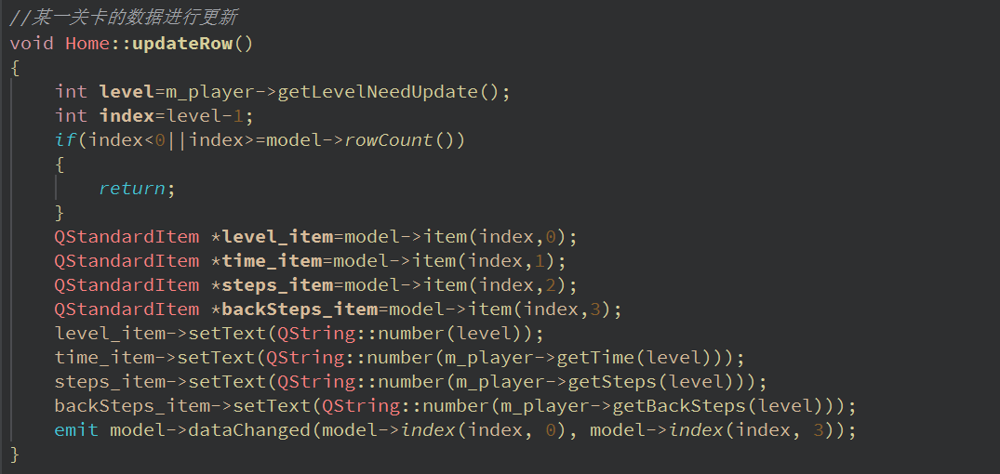 //某一关卡的数据进行更新
void Home::updateRow()
{
    int level=m_player->getLevelNeedUpdate();
    int index=level-1;
    if(index<0||index>=model->rowCount())
    {
        return;
    }
    QStandardItem *level_item=model->item(index,0);
    QStandardItem *time_item=model->item(index,1);
    QStandardItem *steps_item=model->item(index,2);
    QStandardItem *backSteps_item=model->item(index,3);
    level_item->setText(QString::number(level));
    time_item->setText(QString::number(m_player->getTime(level)));
    steps_item->setText(QString::number(m_player->getSteps(level)));
    backSteps_item->setText(QString::number(m_player->getBackSteps(level)));
    emit model->dataChanged(model->index(index, 0), model->index(index, 3));
}